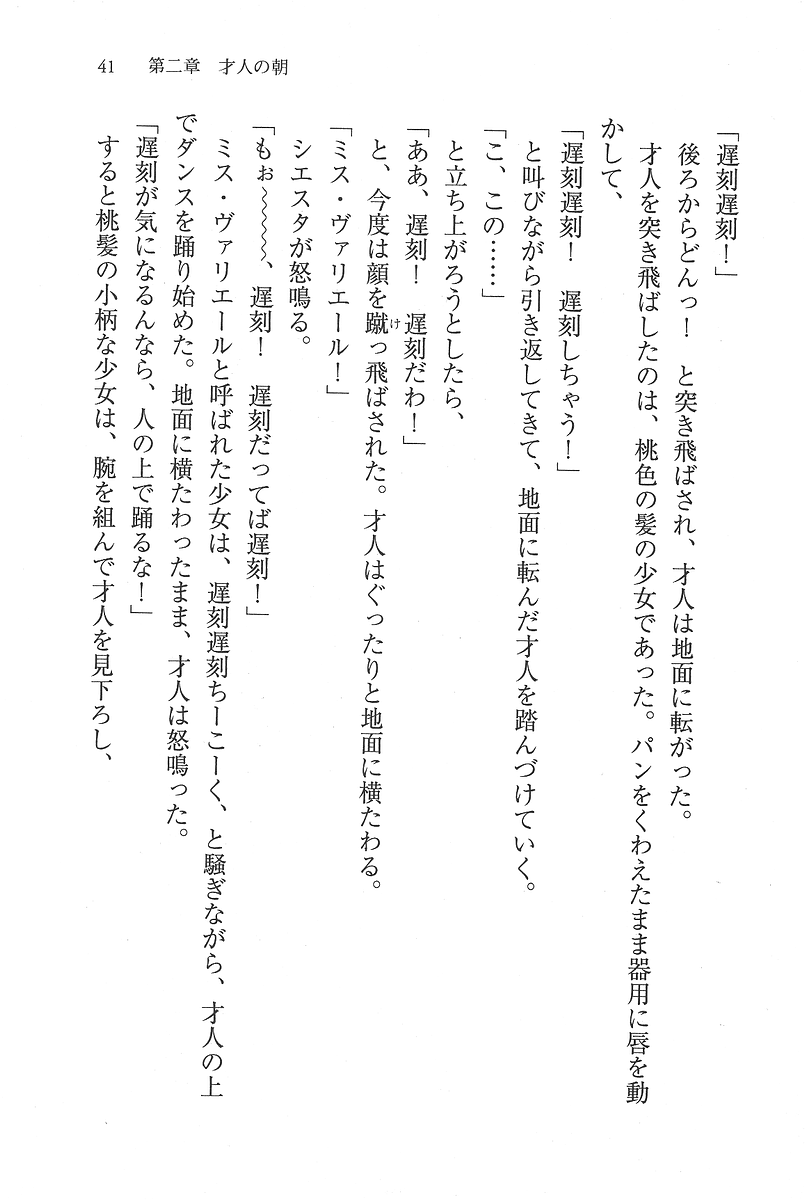 41　第二章　才人の朝
「遅刻遅刻！」
　後ろからどんっ！　と突き飛ばされ、才人は地面に転がった。
　才人を突き飛ばしたのは、桃色の髪の少女であった。パンをくわえたまま器用に唇を動
かして、
「遅刻遅刻！　遅刻しちゃう！」
　と叫びながら引き返してきて、地面に転んだ才人を踏んづけていく。
「こ、この……」
　と立ち上がろうとしたら、
「ああ、遅刻！　遅刻だわ！」
　と、今度は顔を蹴っ飛ばされた。才人はぐったりと地面に横たわる。
け
「ミス・ヴァリエール！」
　シエスタが怒鳴る。
「もぉ～～～～、遅刻！　遅刻だってば遅刻！」
　ミス・ヴァリエールと呼ばれた少女は、遅刻遅刻ちーこーく、と騒ぎながら、才人の上
でダンスを踊り始めた。地面に横たわったまま、才人は怒鳴った。
「遅刻が気になるんなら、人の上で踊るな！」
　すると桃髪の小柄な少女は、腕を組んで才人を見下ろし、